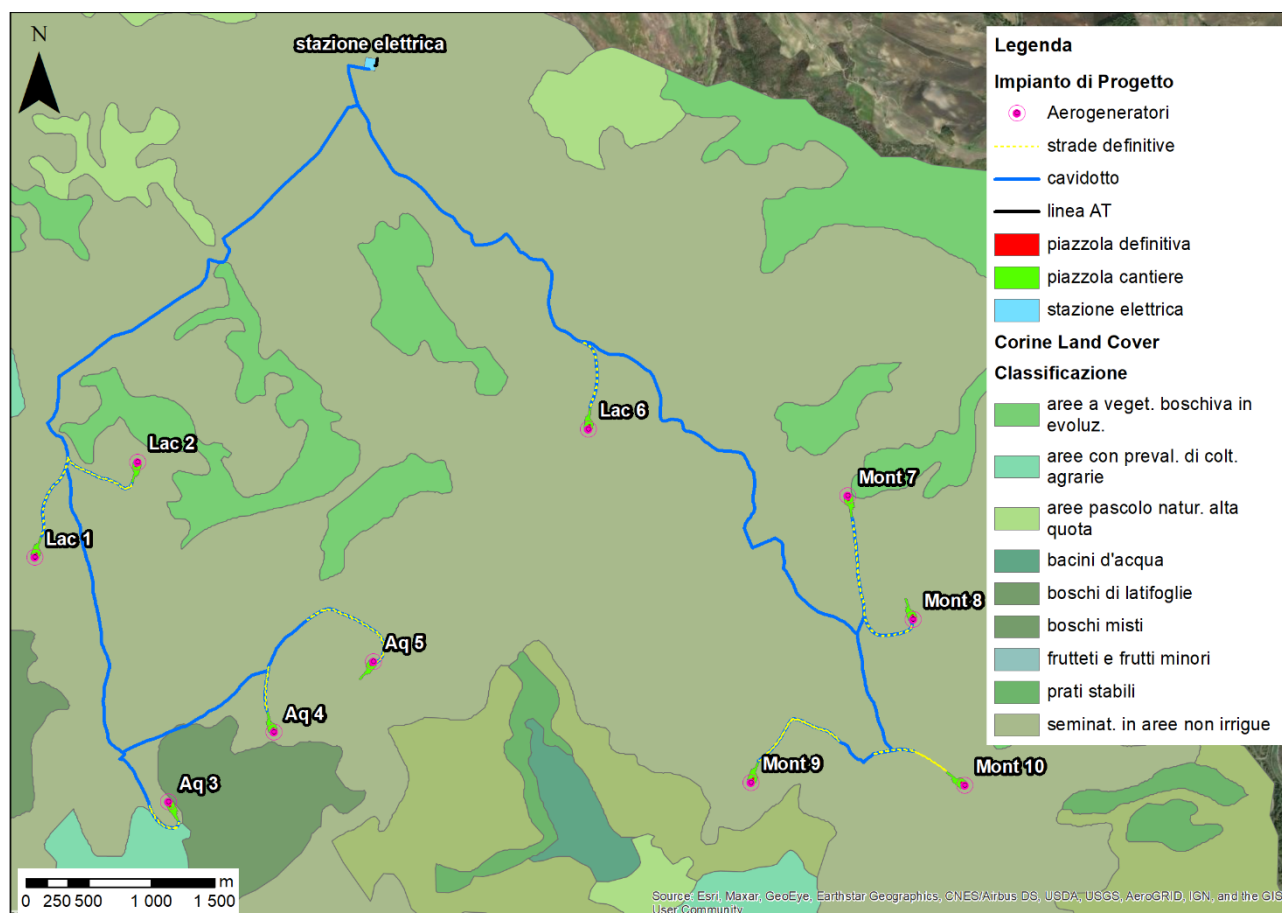 N
stazione elettrica
Lac 2
Lac 1
Lac 6
Mont 7
Mont 8
Aq 5
Aq 4
Aq 3
Mont 9
Mont 10
Legenda
Impianto di Progetto
Aerogeneratori
strade definitive
cavidotto
linea AT
piazzola definitiva
piazzola cantiere
stazione elettrica
Corine Land Cover
Classificazione
aree a veget. boschiva in
evoluz.
aree con preval. di colt.
agrarie
aree pascolo natur. alta
quota
bacini d'acqua
boschi di latifoglie
boschi misti
frutteti e frutti minori
prati stabili
seminat. in aree non irrigue
m
0 250 500 1 000 1 500
Source: Esri, Maxar, GeoEye, Earthstar Geographics, CNES/Airbus DS, USDA, USGS, AeroGRID, IGN, and the GIS
User Community